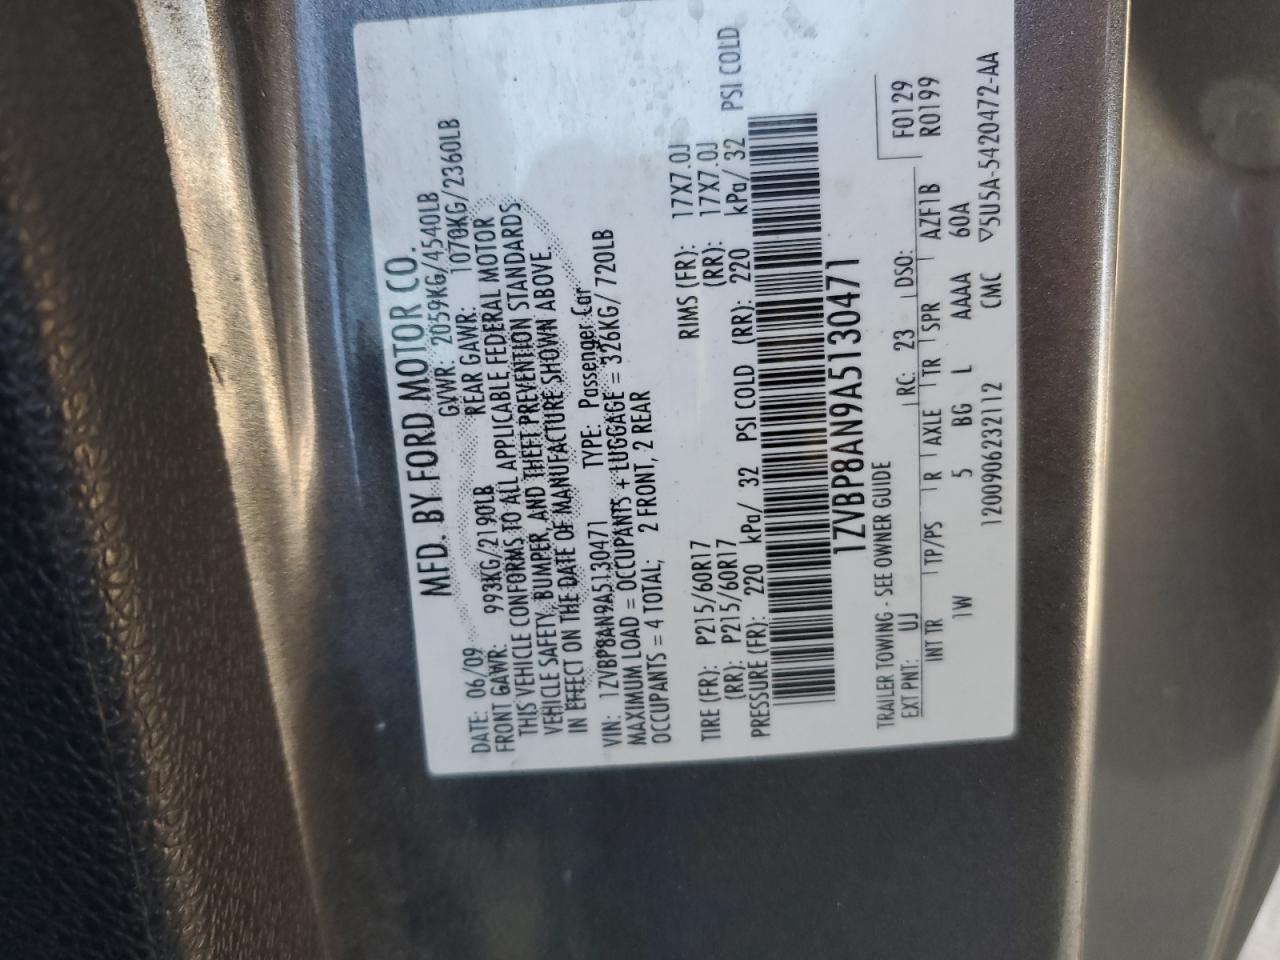 MFD. BY FORD MOTOR CO.
DATE: 06/09 GVWR: 2059KG/4540LB
FRONT GAWR: 993KG/2190LB REAR GAWR: 1070KG/2360LB
THIS VEHICLE CONFORMS TO ALL APPLICABLE FEDERAL MOTOR
VEHICLE SAFETY, BUMPER, AND THEFT PREVENTION STANDARDS
IN EFFECT ON THE DATE OF MANUFACTURE SHOWN ABOVE.
VIN: 1ZVBP8AN9A5130471 TYPE: Passenger Car
MAXIMUM LOAD = OCCUPANTS + LUGGAGE = 326KG/ 720LB
OCCUPANTS = 4 TOTAL; 2 FRONT, 2 REAR
TIRE (FR): P215/60R17 RIMS (FR): 17X7.0J
(RR): P215/60R17 (RR): 17X7.0J
PRESSURE (FR): 220 kPa/ 32 PSI COLD (RR): 220 kPa/ 32 PSI COLD
1ZVBP8AN9A5130471
TRAILER TOWING - SEE OWNER GUIDE
EXT PNT: UJ RC: 23 DSO: F0129
R0199
INT TR TP/PS R AXLE TR SPR AZF1B
1W 5 BG L AAAA 60A
1200906232112 CMC ▽5U5A-5420472-AA